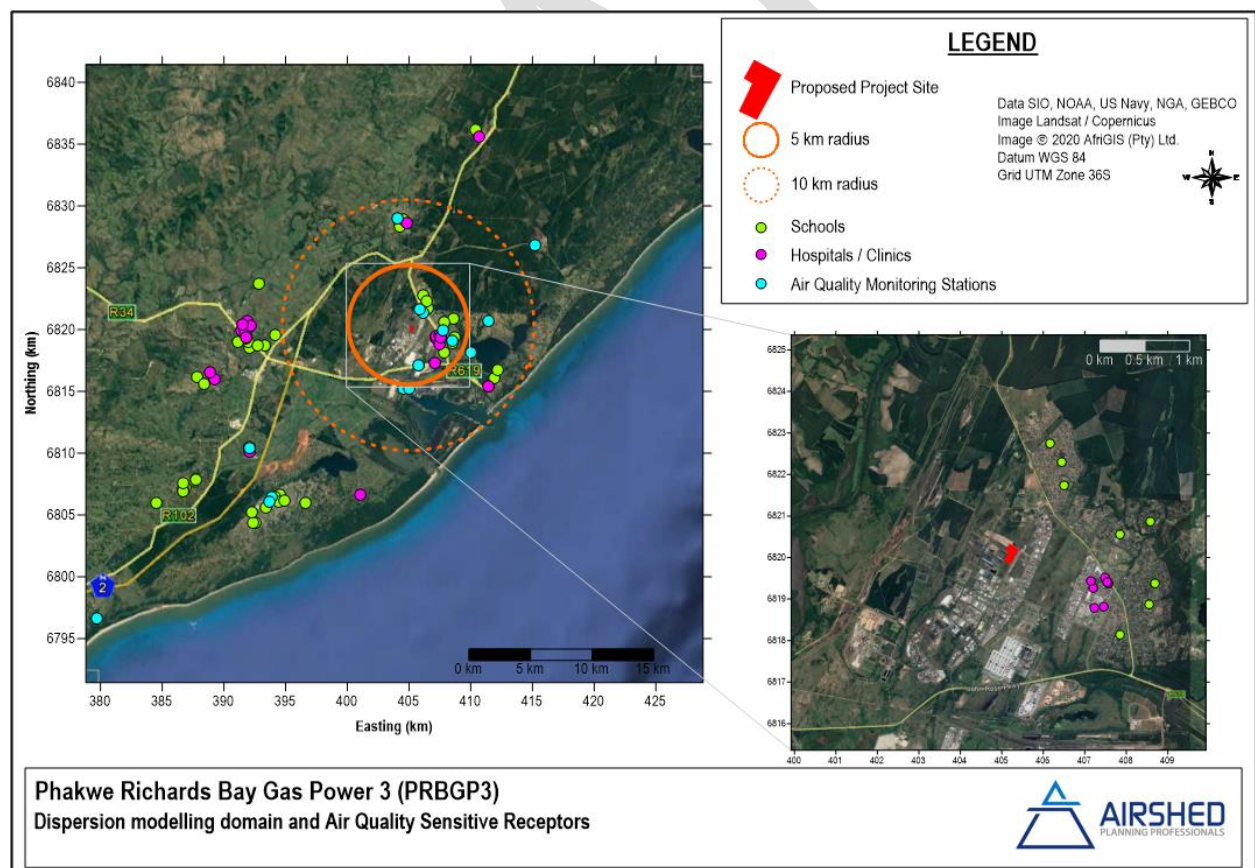 LEGEND
Proposed Project Site
5 km radius
10 km radius
Schools
Hospitals / Clinics
Air Quality Monitoring Stations
Data SIO, NOAA, US Navy, NGA, GEBCO
Image Landsat / Copernicus
Image © 2020 AfriGIS (Pty) Ltd.
Datum WGS 84
Grid UTM Zone 36S
N
W
E
S
Northing (km)
6840
6835
6830
6825
6820
6815
6810
6805
6800
6795
R34
R619
R102
N
2
0 km 5 km 10 km 15 km
380 385 390 395 400 405 410 415 420 425
Easting (km)
0 km 0.5 km 1 km
6825
6824
6823
6822
6821
6820
6819
6818
6817
6816
400 401 402 403 404 405 406 407 408 409
Phakwe Richards Bay Gas Power 3 (PRBGP3)
Dispersion modelling domain and Air Quality Sensitive Receptors
AIRSHED
PLANNING PROFESSIONALS